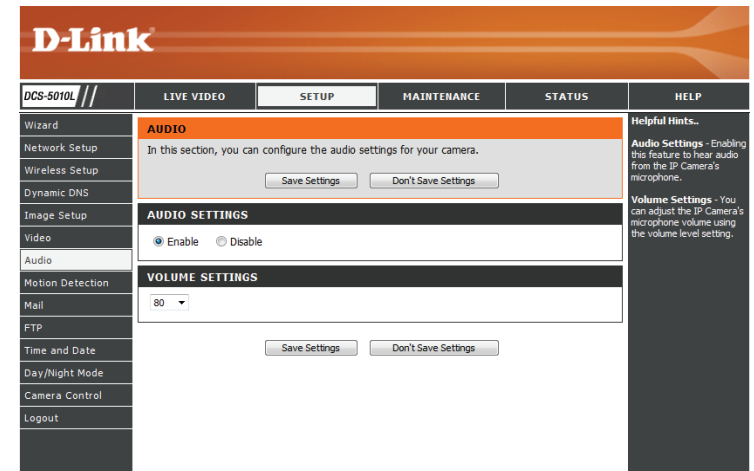 D-Link
DCS-5010L //
LIVE VIDEO
SETUP
MAINTENANCE
STATUS
HELP
Wizard
Network Setup
Wireless Setup
Dynamic DNS
Image Setup
Video
Audio
Motion Detection
Mail
FTP
Time and Date
Day/Night Mode
Camera Control
Logout
AUDIO
In this section, you can configure the audio settings for your camera.
Save Settings
Don't Save Settings
AUDIO SETTINGS
Enable
Disable
VOLUME SETTINGS
80
Save Settings
Don't Save Settings
Helpful Hints..
Audio Settings - Enabling
this feature to hear audio
from the IP Camera's
microphone.
Volume Settings - You
can adjust the IP Camera's
microphone volume using
the volume level setting.